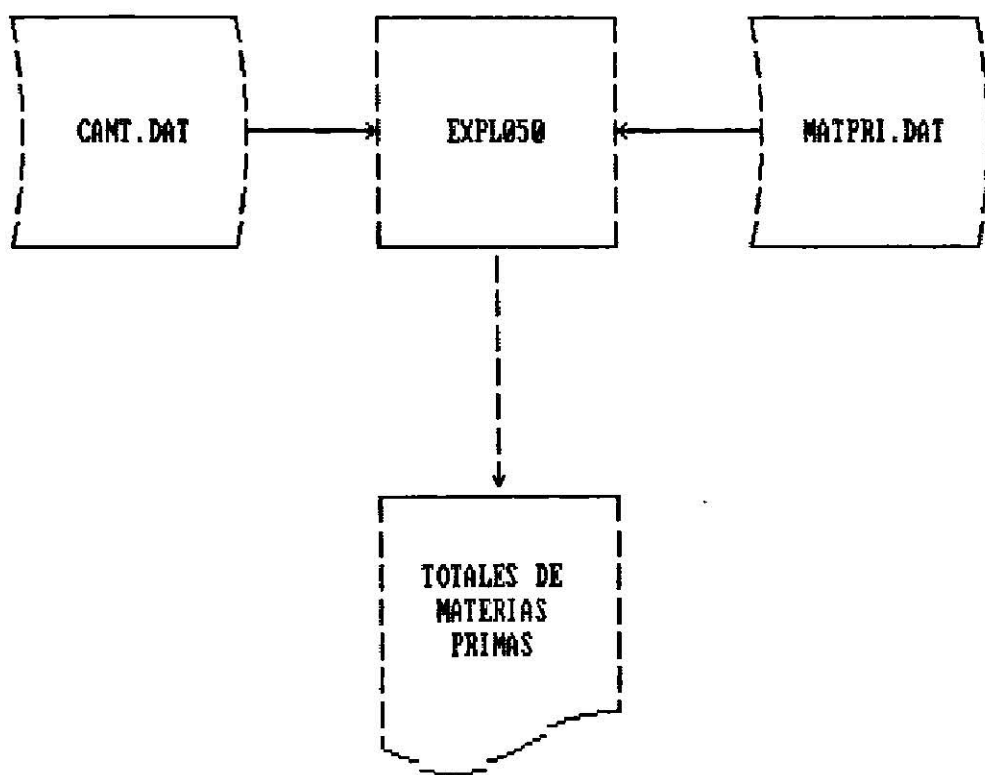 CANT.DAT
EXPL050
MATPRI.DAT
TOTALES DE
MATERIAS
PRIMAS